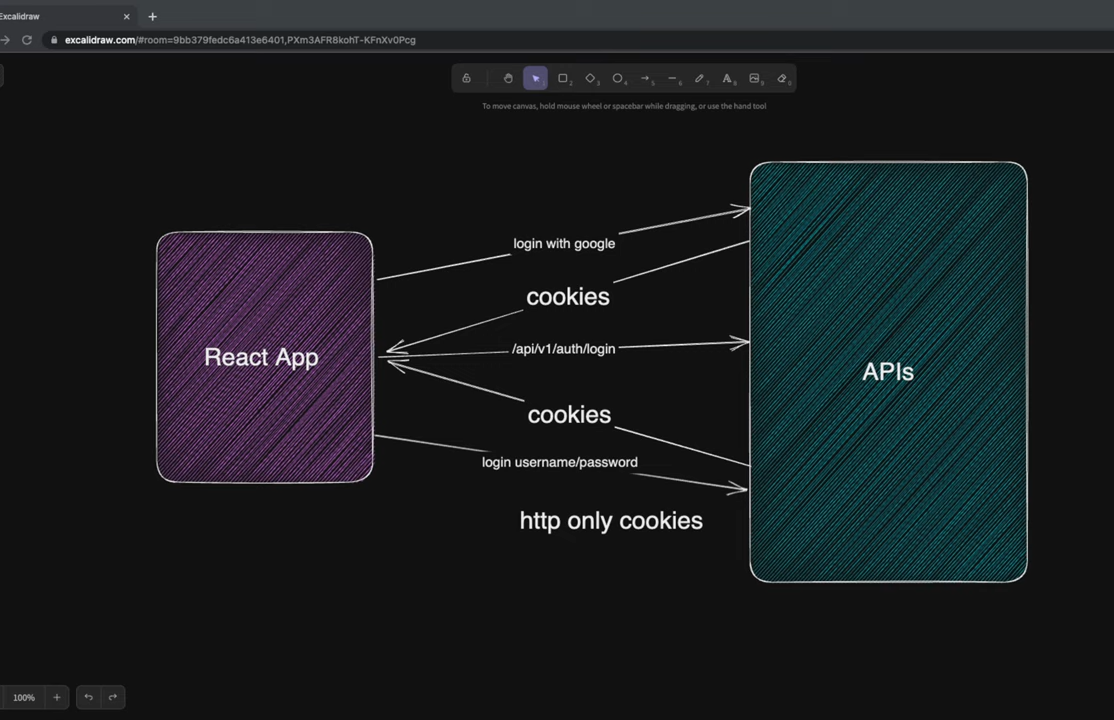 Excalidraw
excalidraw.com/#room=9bb379fedc6a413e6401,PXm3AFR8kohT-KFnXv0Pcg
To move canvas, hold mouse wheel or spacebar while dragging, or use the hand tool
login with google
cookies
/api/v1/auth/login
React App
APIs
cookies
login username/password
http only cookies
100%